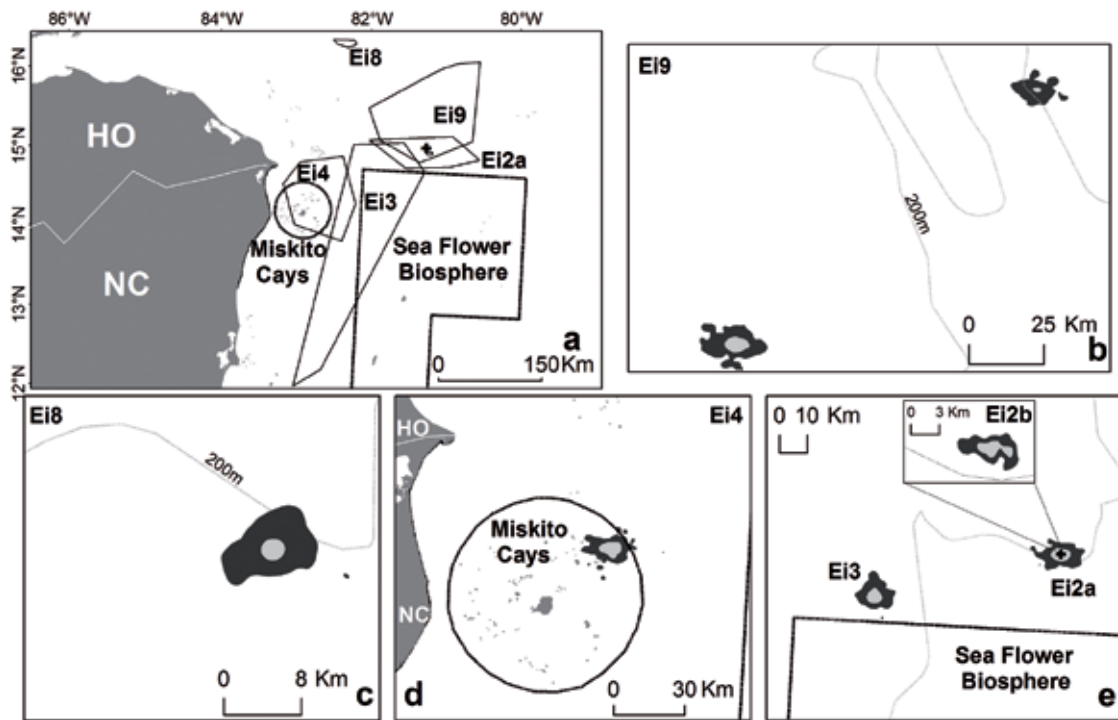 86°W 84°W 82°W 80°W
16°N
15°N
14°N
13°N
12°N
HO
NC
Ei8
Ei9
Ei2a
Ei4
Ei3
Miskito
Cays
Sea Flower
Biosphere
a
0 150 Km
Ei9
200m
0 25 Km
b
Ei8
200m
0 8 Km
c
Ei4
HO
Miskito
Cays
NC
0 30 Km
d
0 10 Km
0 3 Km
Ei2b
Ei3
Ei2a
Sea Flower
Biosphere
e